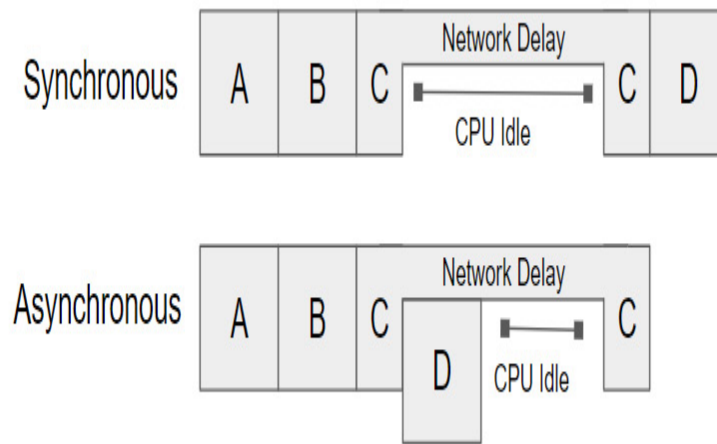 Network Delay
Synchronous A B C C D
CPU Idle
Network Delay
Asynchronous A B C C
D CPU Idle